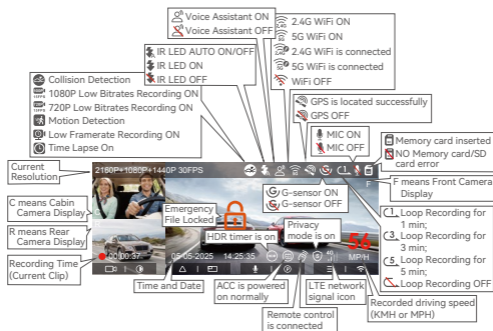 Voice Assistant ON
Voice Assistant OFF
2.4G WiFi ON
5G WiFi ON
2.4G WiFi is connected
5G WiFi is connected
WiFi OFF
IR LED AUTO ON/OFF
IR LED ON
IR LED OFF
Collision Detection
1080P Low Bitrates Recording ON
720P Low Bitrates Recording ON
Motion Detection
Low Framerate Recording ON
Time Lapse On
GPS is located successfully
GPS OFF
MIC ON
MIC OFF
Memory card inserted
NO Memory card/SD
card error
Current
Resolution
2160P+1080P+1440P 30FPS
F
F means Front Camera
Display
C means Cabin
Camera Display
R means Rear
Camera Display
G-sensor ON
G-sensor OFF
Emergency
File Locked
HDR timer is on
Privacy
mode is on
Loop Recording for
1 min;
Loop Recording for
3 min;
Loop Recording for
5 min;
Loop Recording OFF
Recording Time
(Current Clip)
00:00:37
05-05-2025
14:25:35
56
MPH
Time and Date
ACC is powered
on normally
LTE network
signal icon
Recorded driving speed
(KMH or MPH)
Remote control
is connected